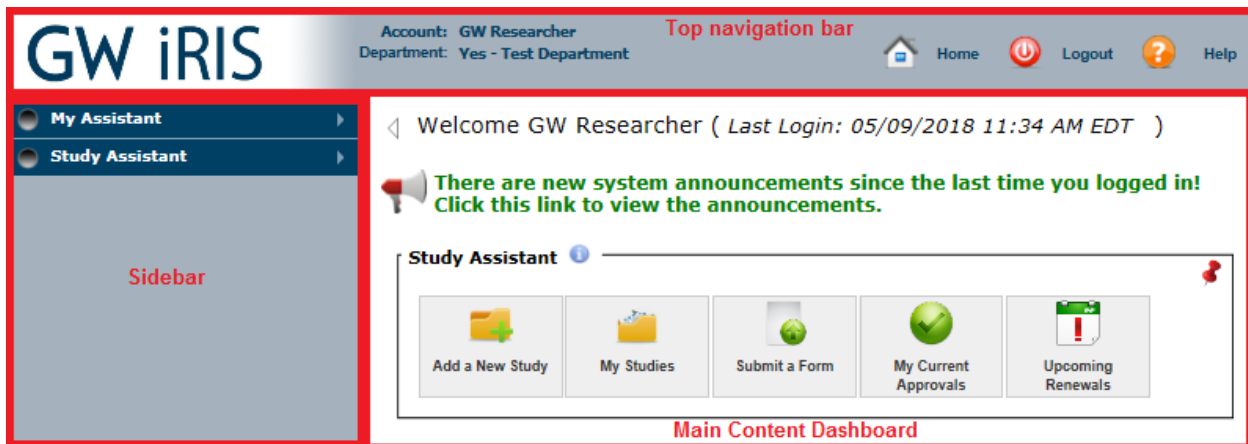 GW iRIS
Account: GW Researcher
Department: Yes - Test Department
Top navigation bar
Home
Logout
Help
My Assistant
Study Assistant
Sidebar
Welcome GW Researcher ( Last Login: 05/09/2018 11:34 AM EDT )
There are new system announcements since the last time you logged in!
Click this link to view the announcements.
Study Assistant
Add a New Study
My Studies
Submit a Form
My Current
Approvals
Upcoming
Renewals
Main Content Dashboard